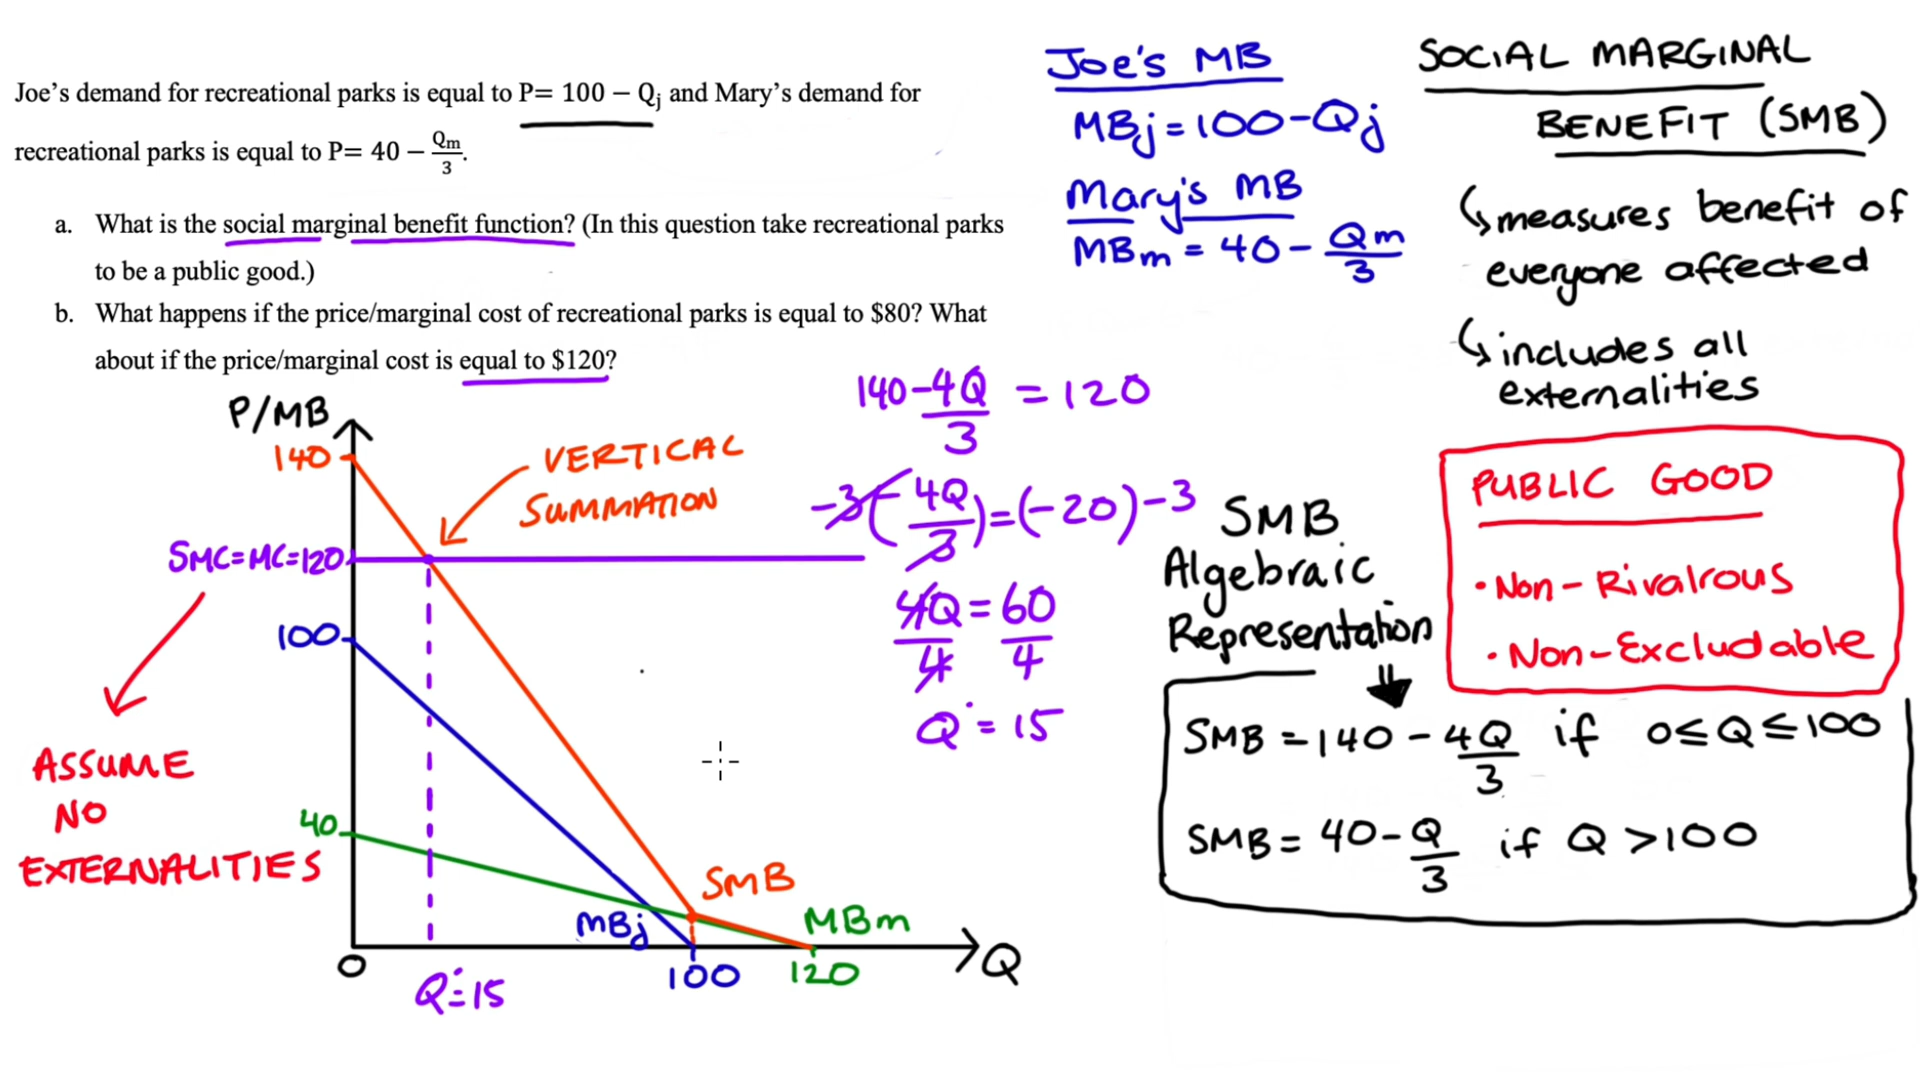 Joe's demand for recreational parks is equal to P= 100 – Qj and Mary's demand for
recreational parks is equal to P= 40 – Qm/3.
a. What is the social marginal benefit function? (In this question take recreational parks
to be a public good.)
b. What happens if the price/marginal cost of recreational parks is equal to $80? What
about if the price/marginal cost is equal to $120?
Joe's MB
MBj = 100 - Qj
Mary's MB
MBm = 40 - Qm/3
SOCIAL MARGINAL
BENEFIT (SMB)
↳ measures benefit of
everyone affected
↳ includes all
externalities
PUBLIC GOOD
• Non-Rivalrous
• Non-Excludable
140 - 4Q/3 = 120
-3(-4Q/3) = (-20)-3
4Q/4 = 60/4
Q* = 15
SMB
Algebraic
Representation
SMB = 140 - 4Q/3 if 0 ≤ Q ≤ 100
SMB = 40 - Q/3 if Q > 100
P/MB
140
VERTICAL
SUMMATION
SMC=MC=120
100
ASSUME
NO
EXTERNALITIES
40
SMB
MBj
MBm
0
100
120
Q
Q*=15